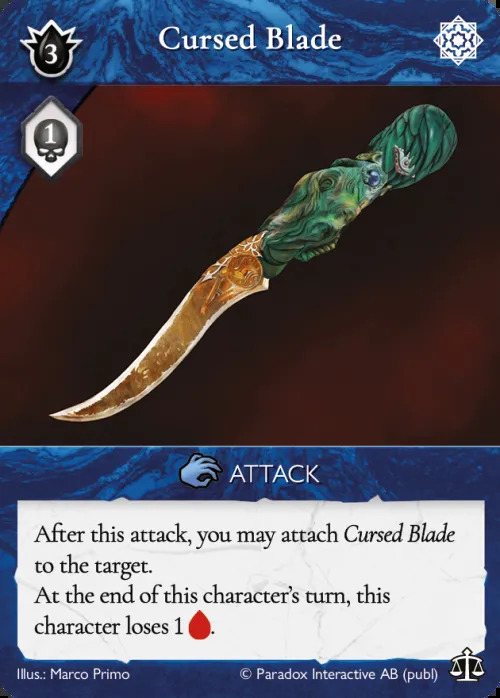 3
Cursed Blade
1
ATTACK
After this attack, you may attach Cursed Blade
to the target.
At the end of this character's turn, this
character loses 1 .
Illus.: Marco Primo
© Paradox Interactive AB (publ)